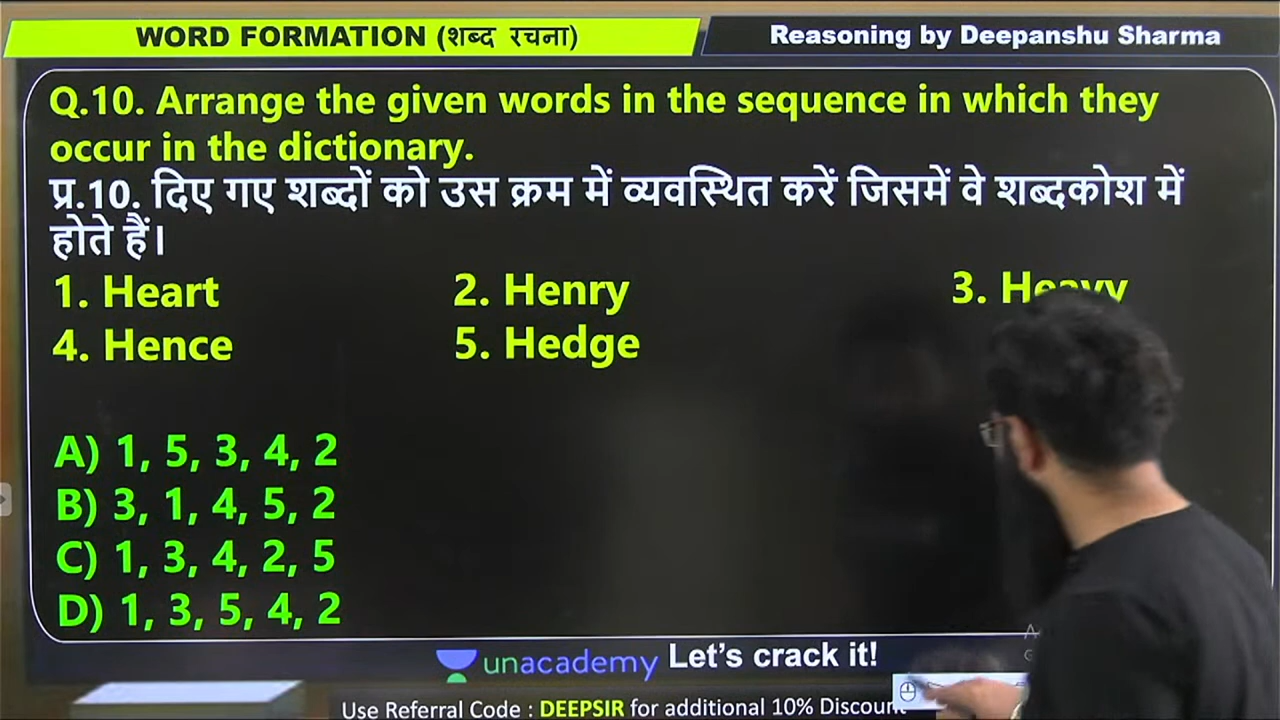 WORD FORMATION (शब्द रचना)
Reasoning by Deepanshu Sharma
Q.10. Arrange the given words in the sequence in which they
occur in the dictionary.
प्र.10. दिए गए शब्दों को उस क्रम में व्यवस्थित करें जिसमें वे शब्दकोश में
होते हैं।
1. Heart 2. Henry 3. Heavy
4. Hence 5. Hedge
A) 1, 5, 3, 4, 2
B) 3, 1, 4, 5, 2
C) 1, 3, 4, 2, 5
D) 1, 3, 5, 4, 2
unacademy Let's crack it!
Use Referral Code : DEEPSIR for additional 10% Discount